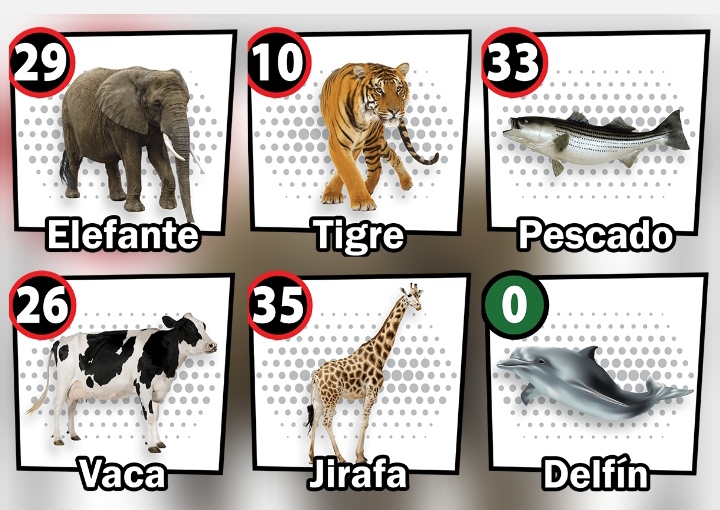 29
10
33
Elefante
Tigre
Pescado
26
35
0
Vaca
Jirafa
Delfín